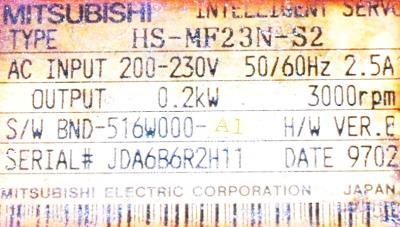 MITSUBISHI INTELLIGENT SERVO
TYPE HS-MF23N-S2
AC INPUT 200-230V 50/60Hz 2.5A
OUTPUT 0.2kW 3000rpm
S/W BND-516W000-A1 H/W VER.E
SERIAL# JDA6B6R2H11 DATE 9702
MITSUBISHI ELECTRIC CORPORATION JAPAN